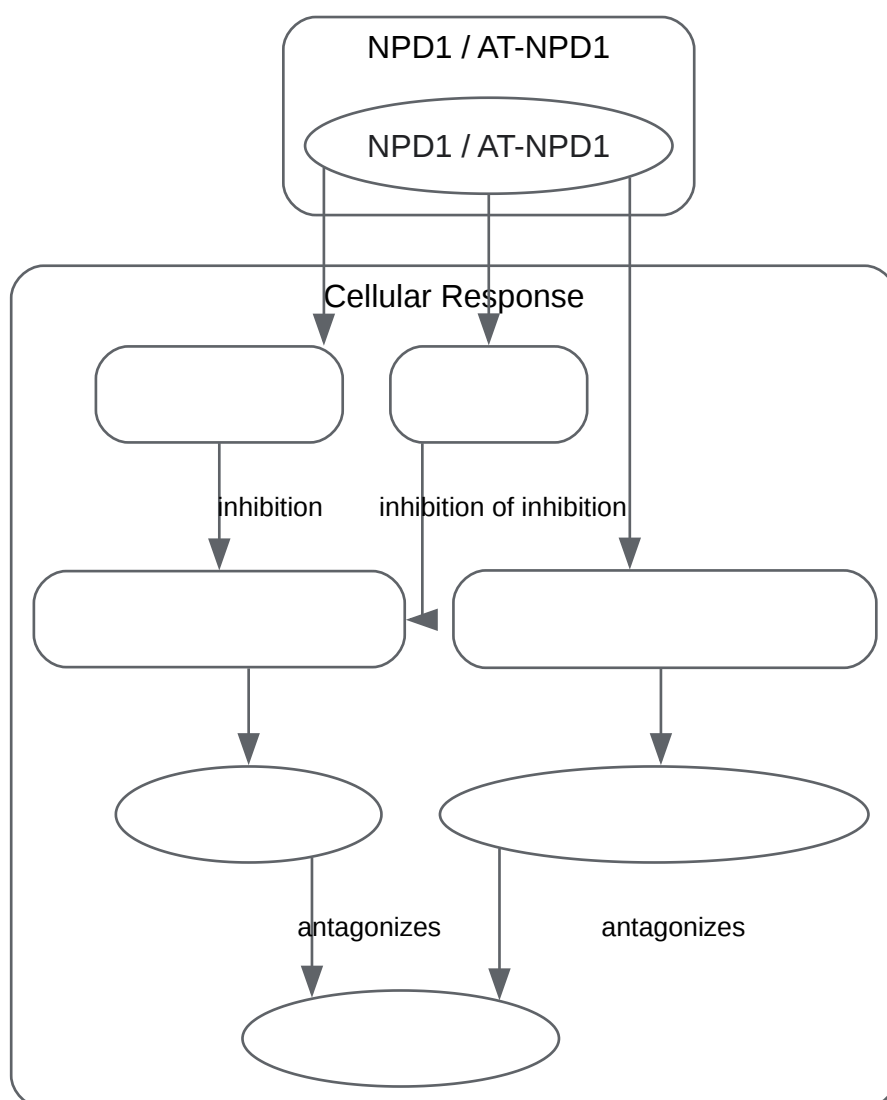 NPD1 / AT-NPD1
NPD1 / AT-NPD1
Cellular Response
inhibition
inhibition of inhibition
antagonizes
antagonizes